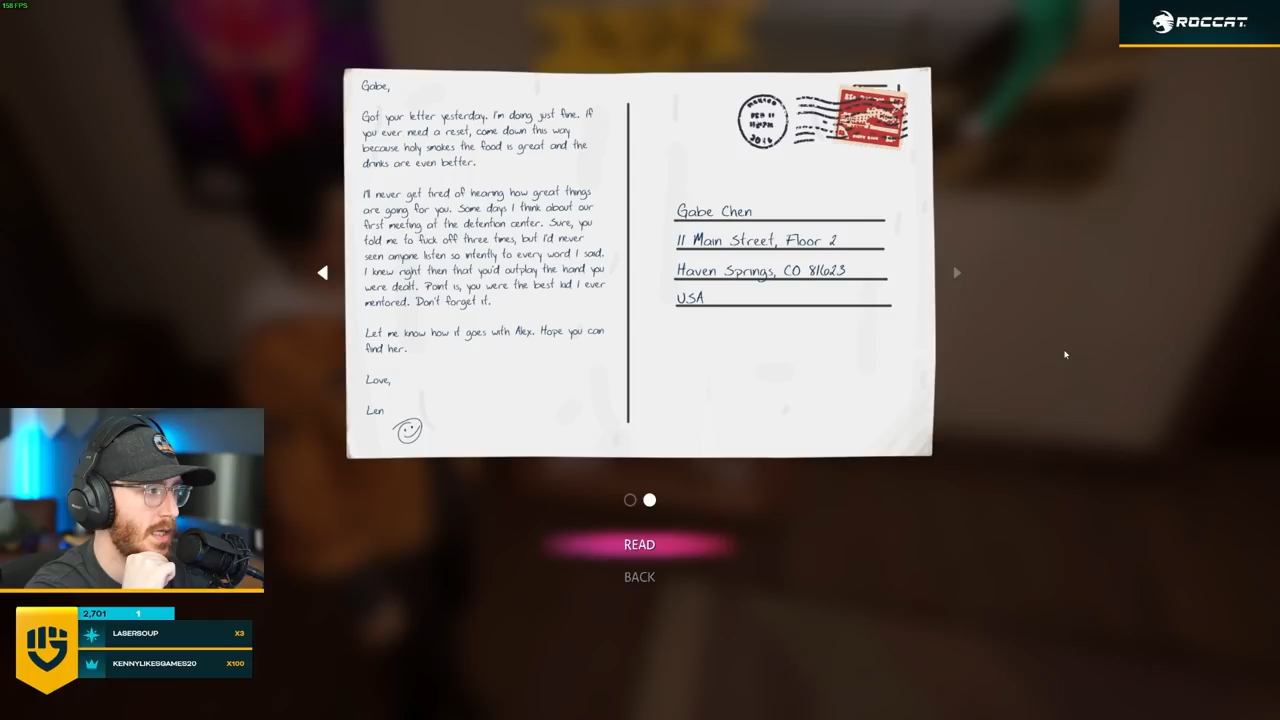 158 FPS
ROCCAT
Gabe,
Got your letter yesterday. I'm doing just fine. If
you ever need a reset, come down this way
because holy smokes the food is great and the
drinks are even better.
I'll never get tired of hearing how great things
are going for you. Some days I think about our
first meeting at the detention center. Sure, you
told me to fuck off three times, but I'd never
seen anyone listen so intently to every word I said.
I knew right then that you'd outplay the hand you
were dealt. Point is, you were the best kid I ever
mentored. Don't forget it.
Let me know how it goes with Alex. Hope you can
find her.
Love,
Len
MEXICO
FEB 11
Gabe Chen
11 Main Street, Floor 2
Haven Springs, CO 81623
USA
READ
BACK
2,701 1
LASERSOUP X3
KENNYLIKESGAMES20 X100